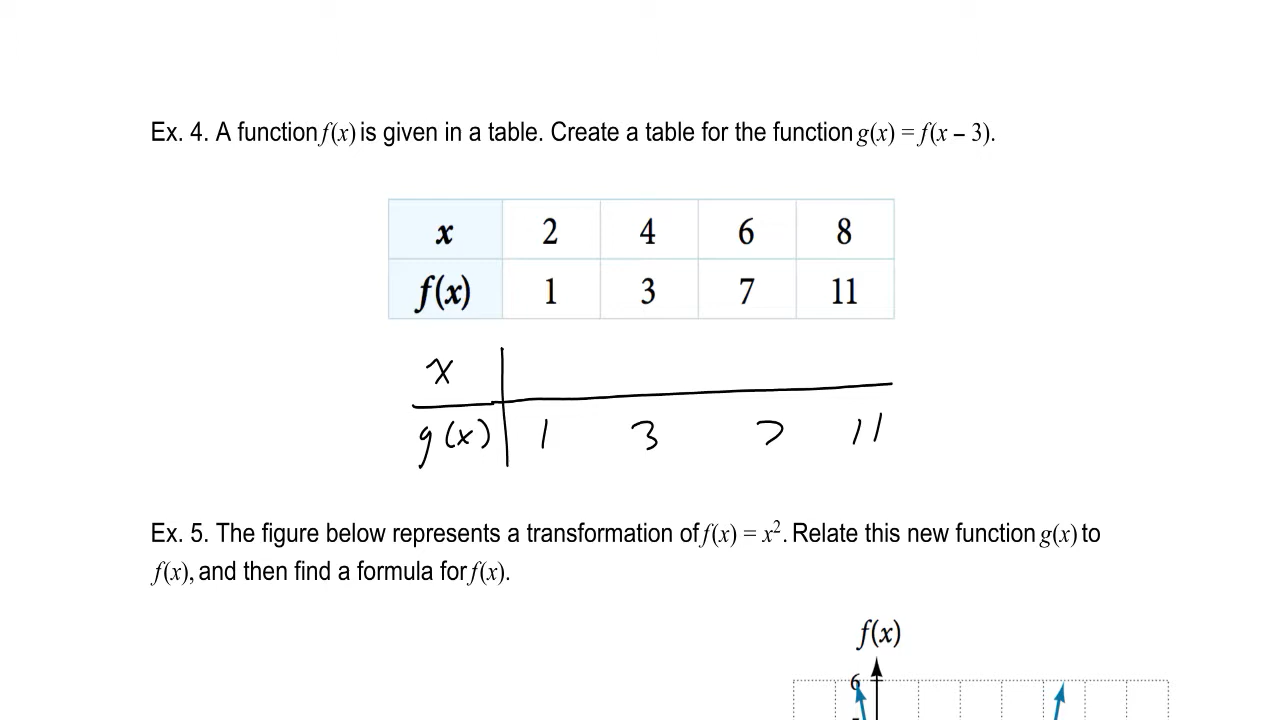 Ex. 4. A function f(x) is given in a table. Create a table for the function g(x) = f(x – 3).
x 2 4 6 8
f(x) 1 3 7 11
x
g(x) 1 3 7 11
Ex. 5. The figure below represents a transformation of f(x) = x². Relate this new function g(x) to
f(x), and then find a formula for f(x).
f(x)
6